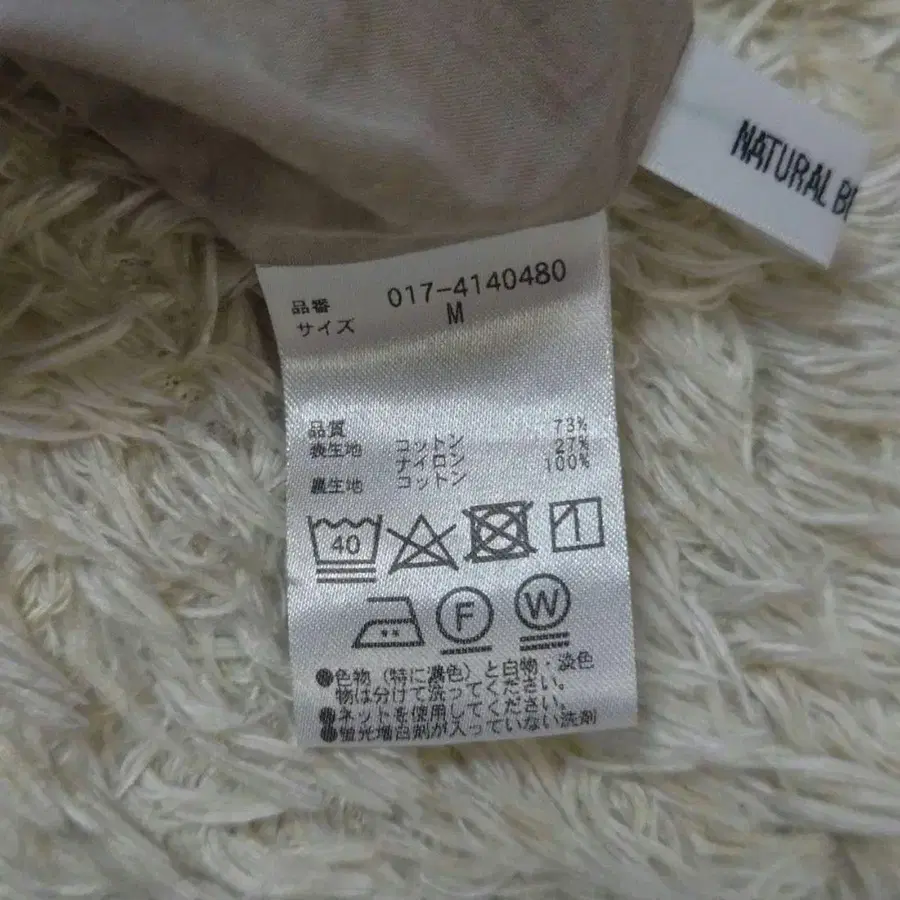 NATURAL B
品番 017-4140480
サイズ M
品質
表生地 コットン 73%
ナイロン 27%
裏生地 コットン 100%
40
F W
●色物(特に濃色)と白物・淡色
物は分けて洗ってください。
●ネットを使用してください。
●蛍光増白剤が入っていない洗剤